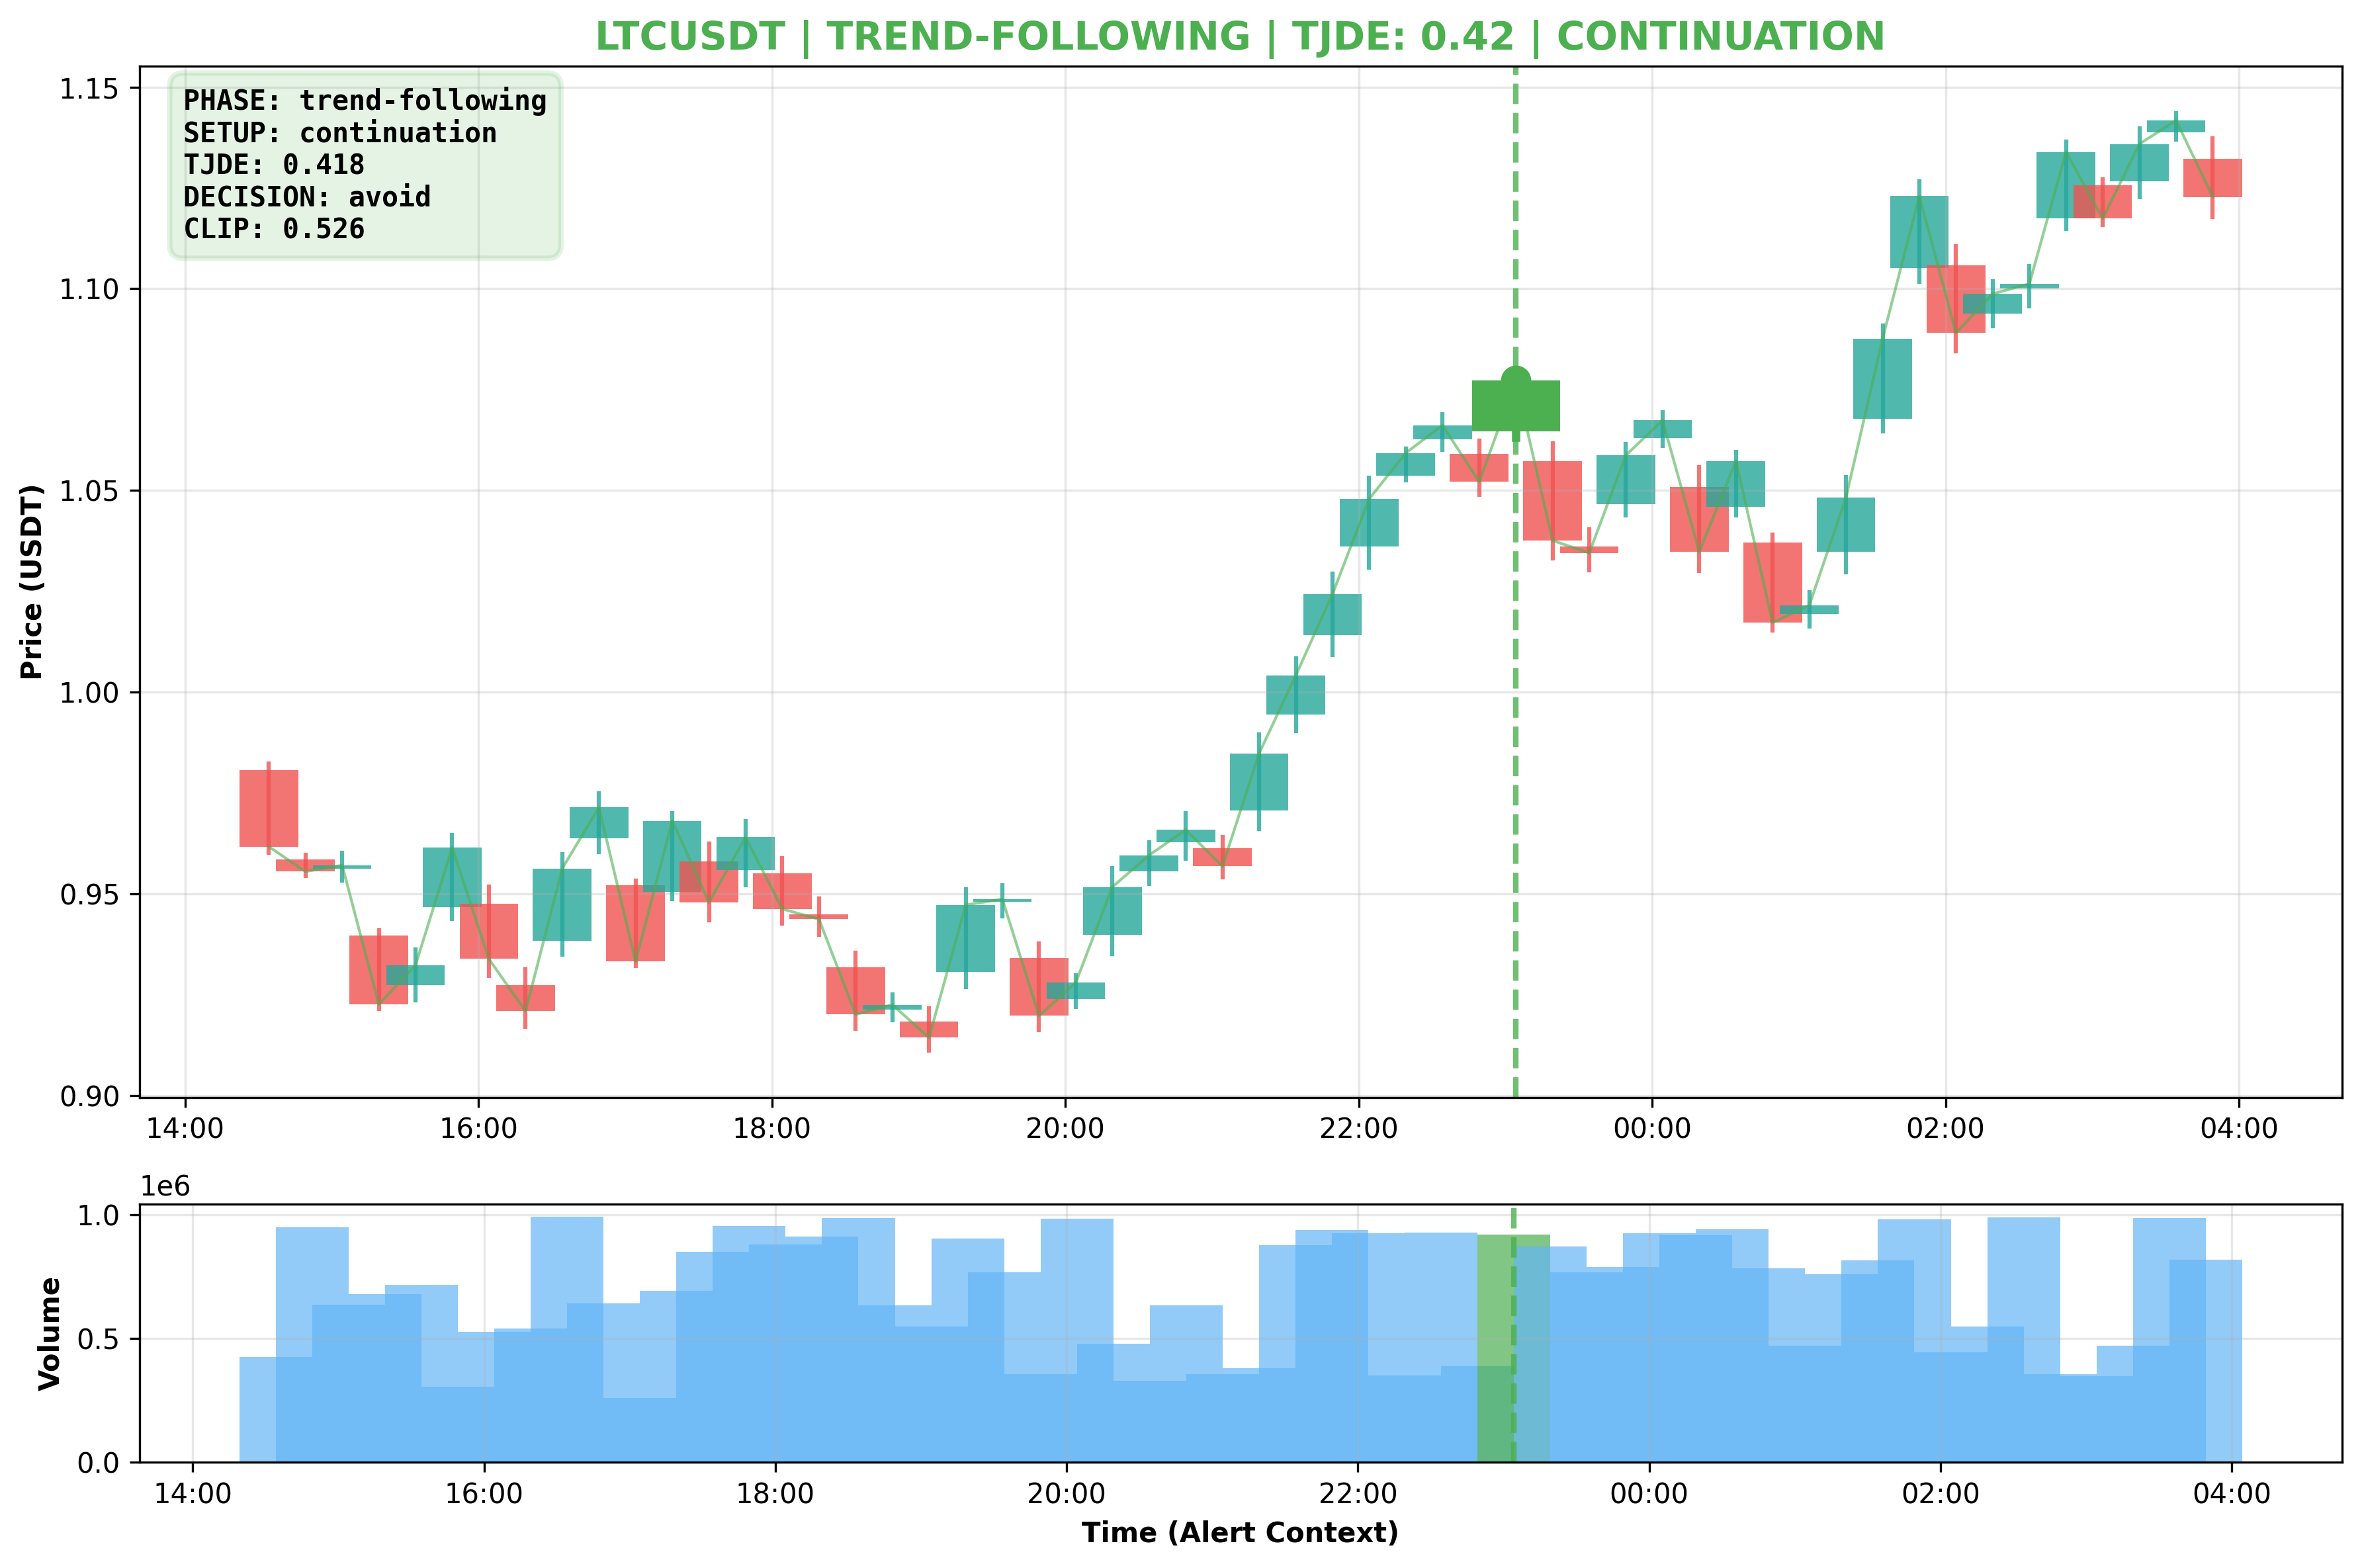 LTCUSDT | TREND-FOLLOWING | TJDE: 0.42 | CONTINUATION
PHASE: trend-following
SETUP: continuation
TJDE: 0.418
DECISION: avoid
CLIP: 0.526
Price (USDT)
1.15
1.10
1.05
1.00
0.95
0.90
14:00 16:00 18:00 20:00 22:00 00:00 02:00 04:00
1e6
Volume
1.0
0.5
0.0
14:00 16:00 18:00 20:00 22:00 00:00 02:00 04:00
Time (Alert Context)